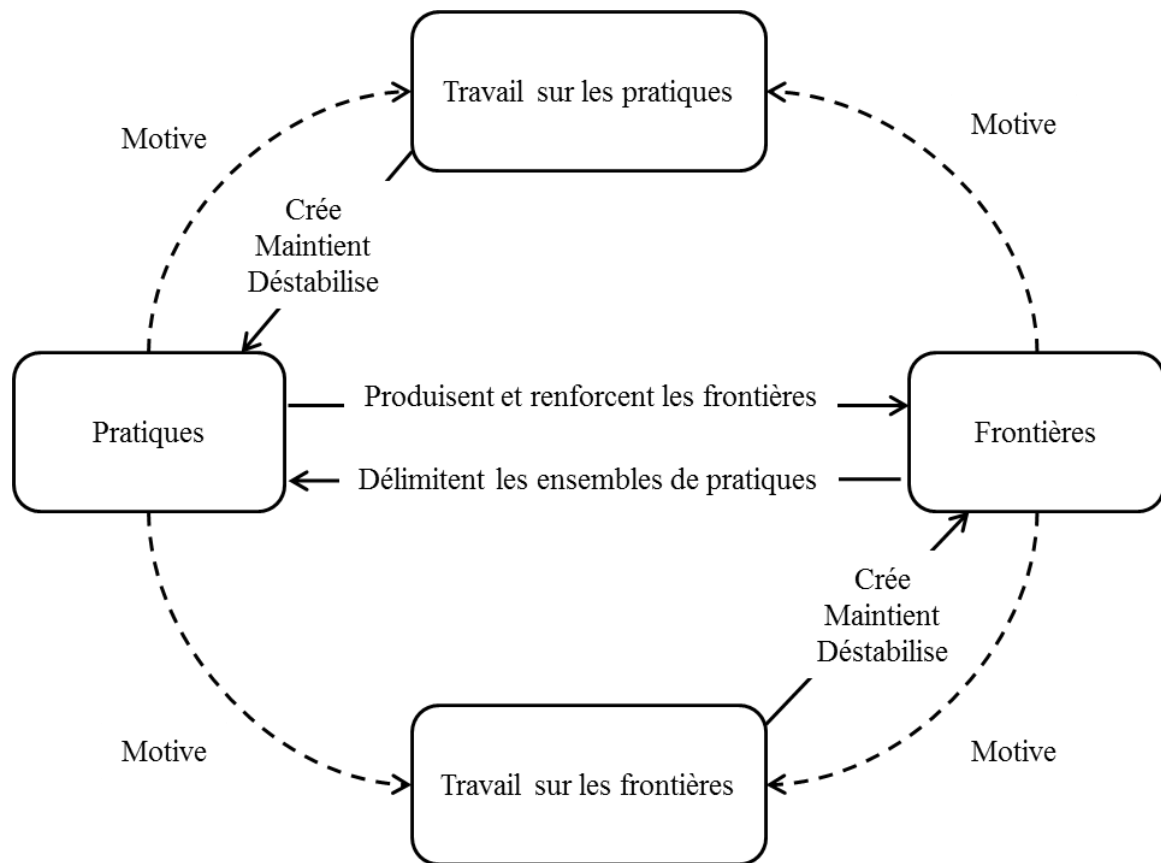 Travail sur les pratiques
Motive
Motive
Crée
Maintient
Déstabilise
Produisent et renforcent les frontières
Pratiques
Frontières
Délimitent les ensembles de pratiques
Crée
Maintient
Déstabilise
Motive
Motive
Travail sur les frontières